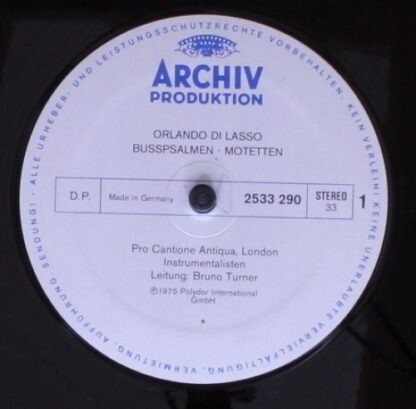 ALLE URHEBER- UND LEISTUNGSSCHUTZRECHTE VORBEHALTEN. KEIN VERLEIH! KEINE UNERLAUBTE VERVIELFÄLTIGUNG, VERMIETUNG, AUFFÜHRUNG, SENDUNG!
ARCHIV
PRODUKTION
ORLANDO DI LASSO
BUSSPSALMEN · MOTETTEN
D.P. Made in Germany 2533 290 STEREO 33 1
Pro Cantione Antiqua, London
Instrumentalisten
Leitung: Bruno Turner
℗ 1975 Polydor International
GmbH
*